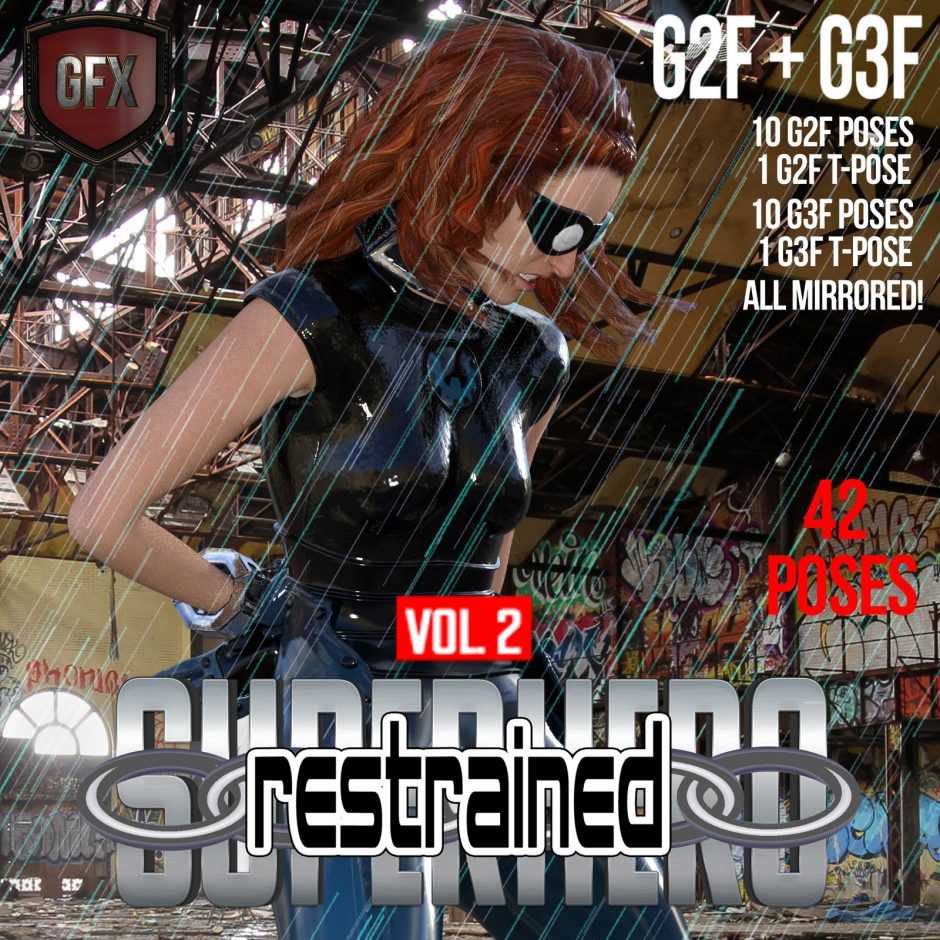 GFX
G2F + G3F
10 G2F POSES
1 G2F T-POSE
10 G3F POSES
1 G3F T-POSE
ALL MIRRORED!
42
POSES
VOL 2
SUPERHERO
restrained